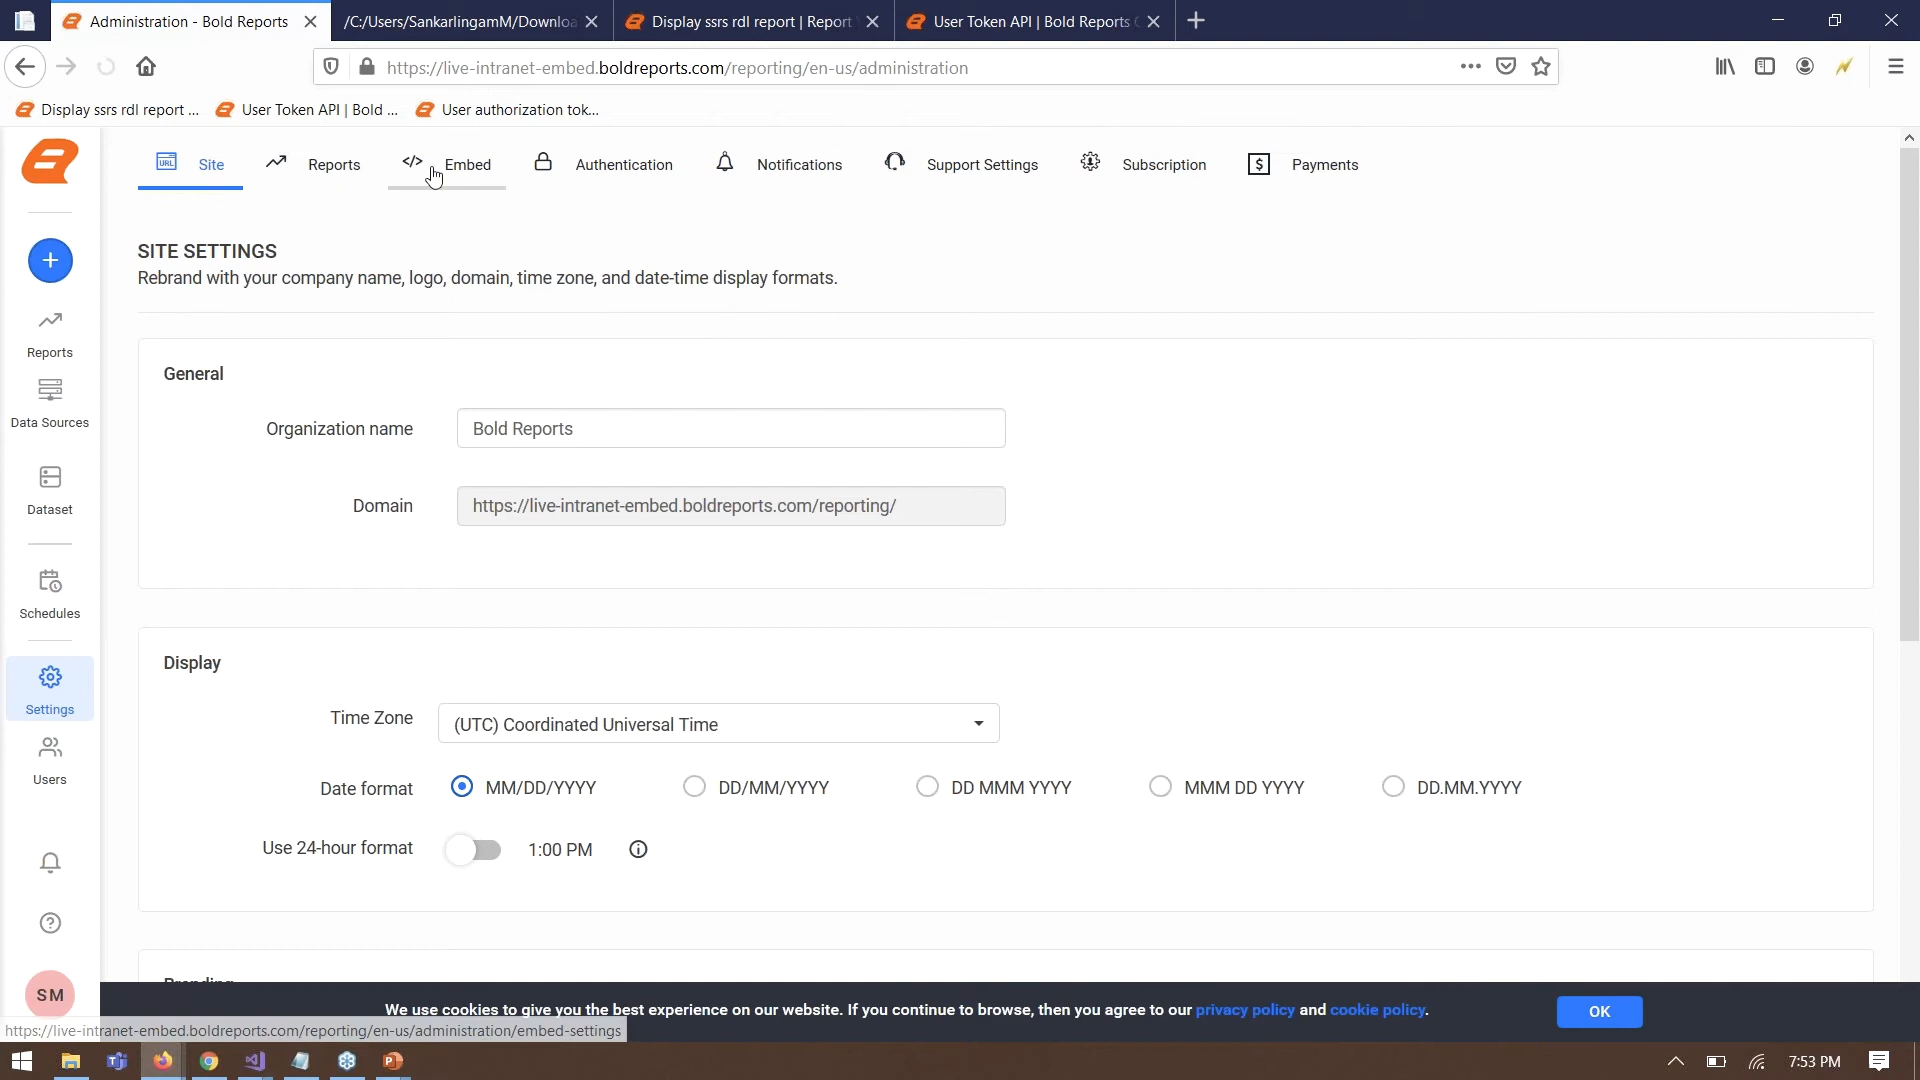 Administration - Bold Reports
/C:/Users/SankarlingamM/Downloa
Display ssrs rdl report | Report
User Token API | Bold Reports
https://live-intranet-embed.boldreports.com/reporting/en-us/administration
Display ssrs rdl report ...
User Token API | Bold ...
User authorization tok...
URL
Site
Reports
Embed
Authentication
Notifications
Support Settings
Subscription
$
Payments
SITE SETTINGS
Rebrand with your company name, logo, domain, time zone, and date-time display formats.
Reports
Data Sources
Dataset
Schedules
Settings
Users
SM
General
Organization name
Bold Reports
Domain
https://live-intranet-embed.boldreports.com/reporting/
Display
Time Zone
(UTC) Coordinated Universal Time
Date format
MM/DD/YYYY
DD/MM/YYYY
DD MMM YYYY
MMM DD YYYY
DD.MM.YYYY
Use 24-hour format
1:00 PM
We use cookies to give you the best experience on our website. If you continue to browse, then you agree to our privacy policy and cookie policy.
OK
https://live-intranet-embed.boldreports.com/reporting/en-us/administration/embed-settings
7:53 PM